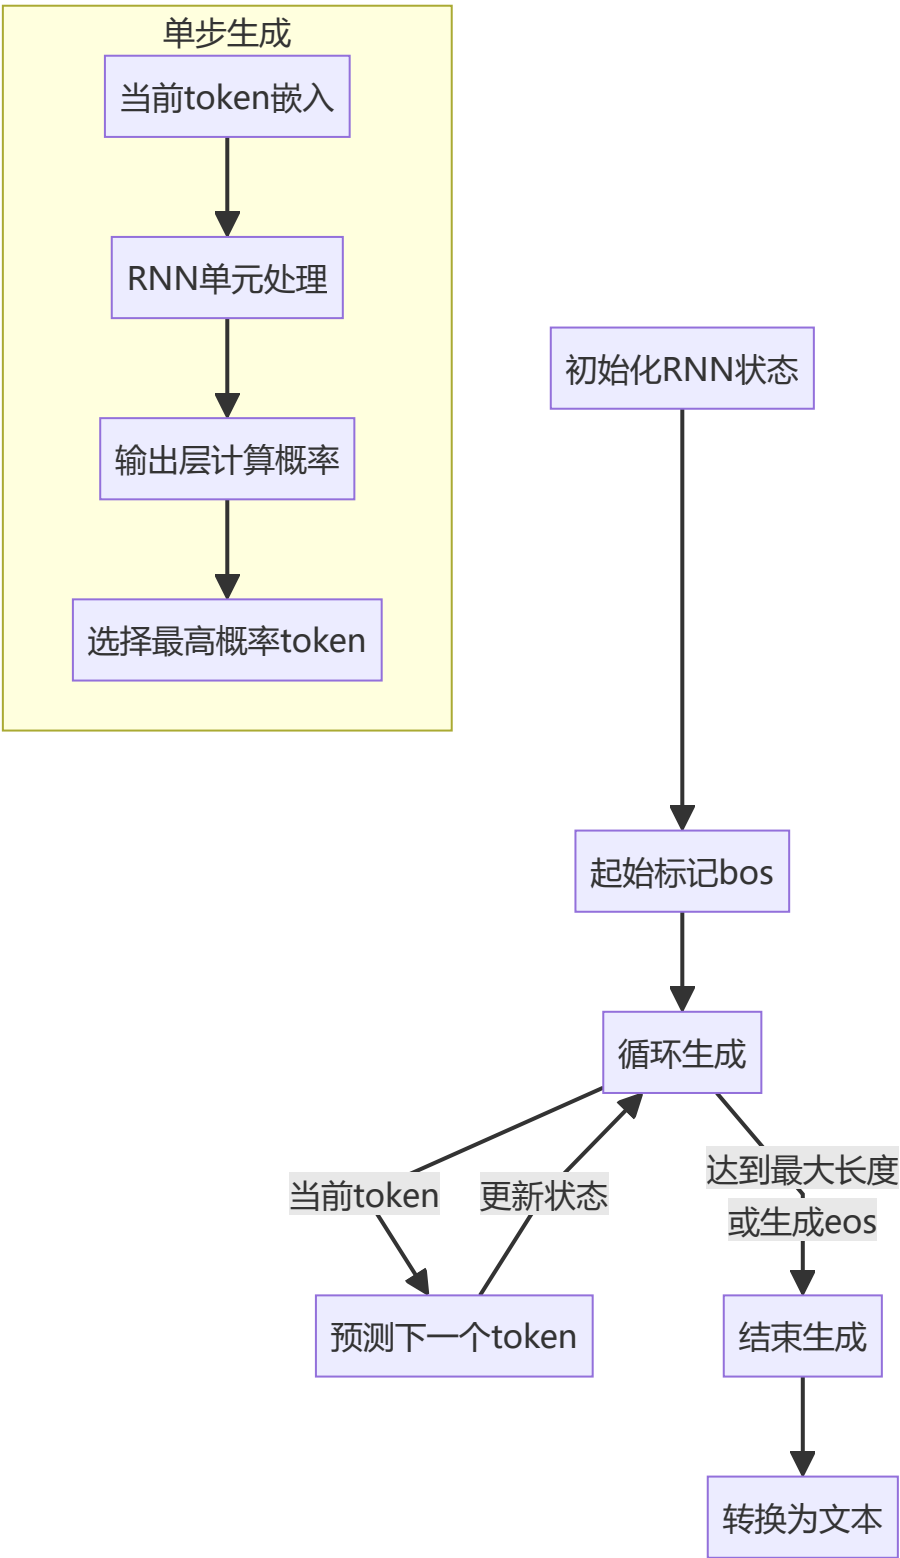 单步生成
当前token嵌入
RNN单元处理
输出层计算概率
选择最高概率token
初始化RNN状态
起始标记bos
循环生成
当前token
更新状态
达到最大长度
或生成eos
预测下一个token
结束生成
转换为文本